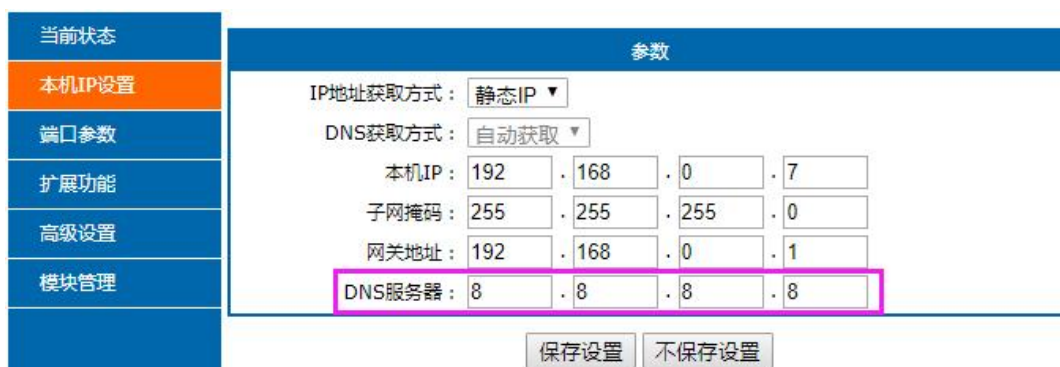 当前状态
本机IP设置
端口参数
扩展功能
高级设置
模块管理
参数
IP地址获取方式： 静态IP ▼
DNS获取方式： 自动获取 ▼
本机IP： 192 . 168 . 0 . 7
子网掩码： 255 . 255 . 255 . 0
网关地址： 192 . 168 . 0 . 1
DNS服务器： 8 . 8 . 8 . 8
保存设置 不保存设置